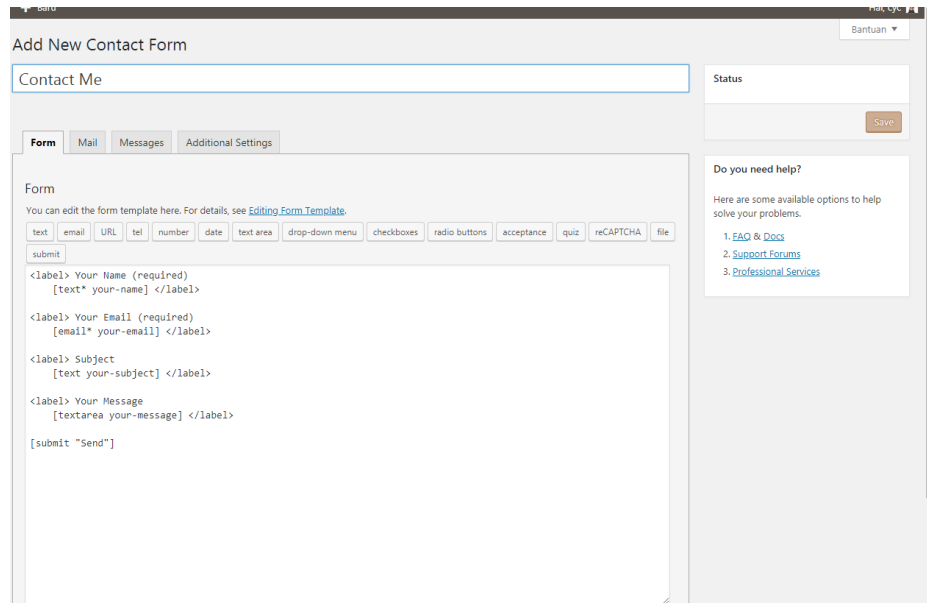 Baru
Hai, cyc
Bantuan ▼
Add New Contact Form
Contact Me
Status
Save
Form Mail Messages Additional Settings
Do you need help?
Here are some available options to help
solve your problems.
1. FAQ & Docs
2. Support Forums
3. Professional Services
Form
You can edit the form template here. For details, see Editing Form Template.
text email URL tel number date text area drop-down menu checkboxes radio buttons acceptance quiz reCAPTCHA file
submit
<label> Your Name (required)
[text* your-name] </label>
<label> Your Email (required)
[email* your-email] </label>
<label> Subject
[text your-subject] </label>
<label> Your Message
[textarea your-message] </label>
[submit "Send"]